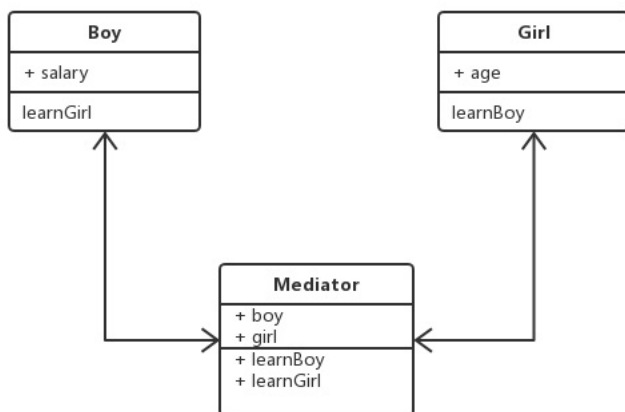 Boy
+ salary
learnGirl
Girl
+ age
learnBoy
Mediator
+ boy
+ girl
+ learnBoy
+ learnGirl